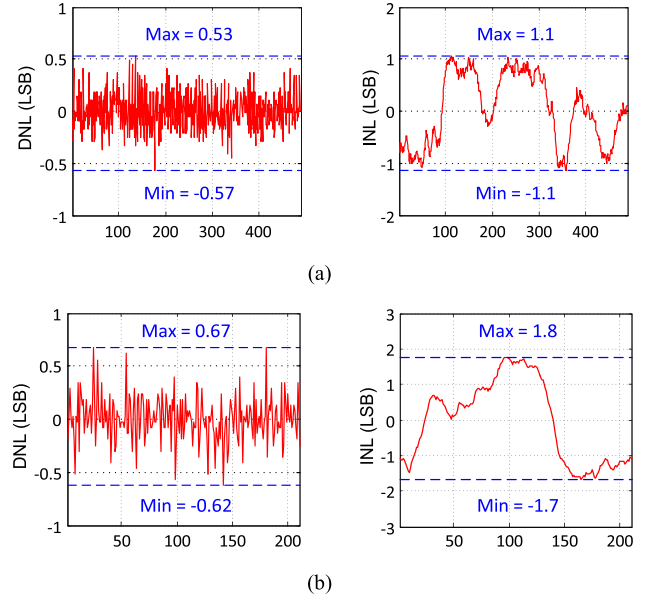 Max = 0.53
DNL (LSB)
1
0.5
0
-0.5
-1
Min = -0.57
100 200 300 400
Max = 1.1
INL (LSB)
2
1
0
-1
-2
Min = -1.1
100 200 300 400
(a)
Max = 0.67
DNL (LSB)
1
0.5
0
-0.5
-1
Min = -0.62
50 100 150 200
Max = 1.8
INL (LSB)
3
2
1
0
-1
-2
-3
Min = -1.7
50 100 150 200
(b)